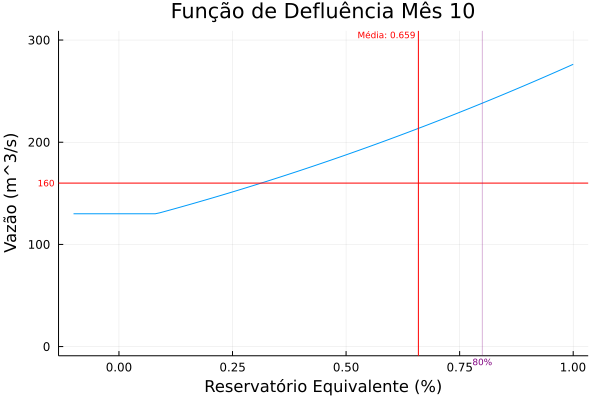 Função de Defluência Mês 10
Média: 0.659
300
200
160
100
0
Vazão (m^3/s)
0.00
0.25
0.50
0.75
80%
1.00
Reservatório Equivalente (%)